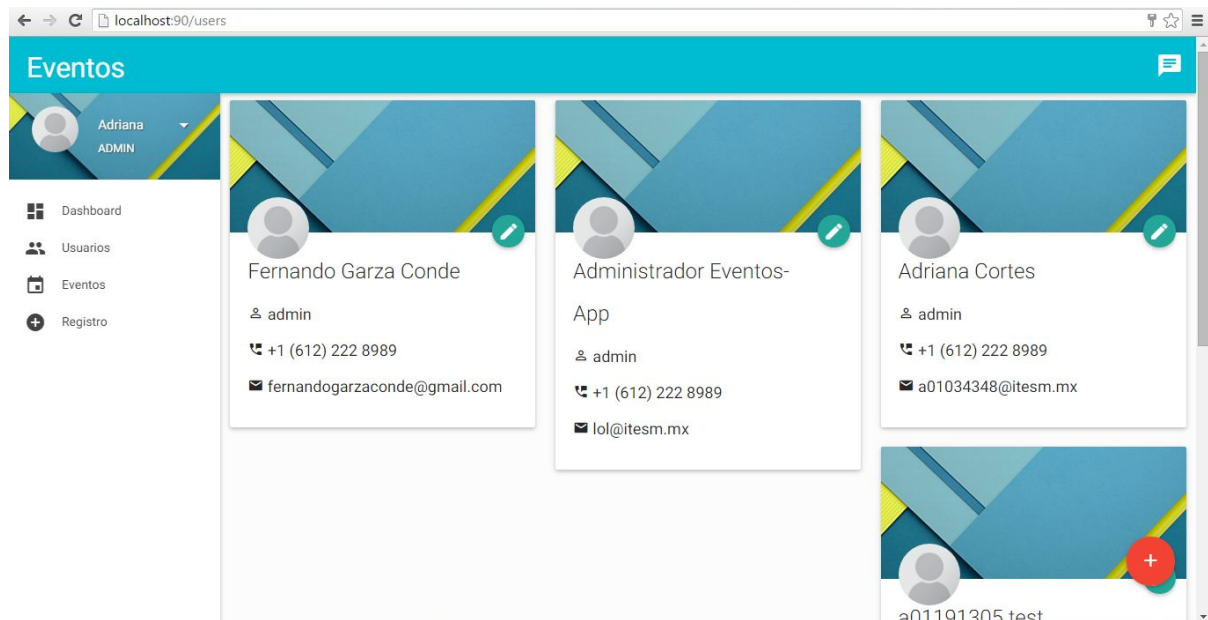 localhost:90/users
Eventos
Adriana
ADMIN
Dashboard
Usuarios
Eventos
Registro
Fernando Garza Conde
admin
+1 (612) 222 8989
fernandogarzaconde@gmail.com
Administrador Eventos-
App
admin
+1 (612) 222 8989
lol@itesm.mx
Adriana Cortes
admin
+1 (612) 222 8989
a01034348@itesm.mx
a01191305 test